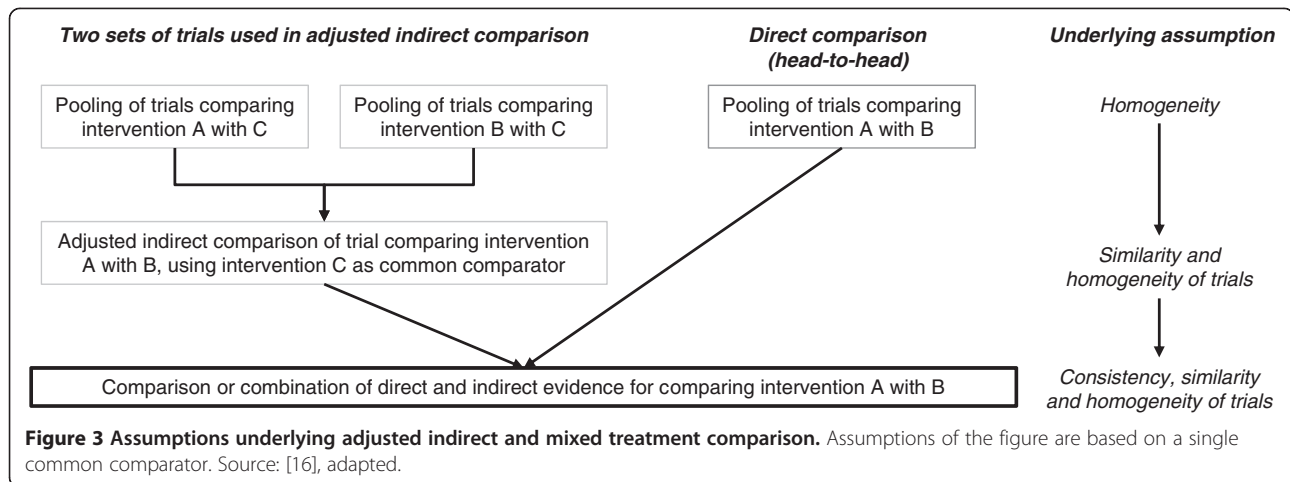 Two sets of trials used in adjusted indirect comparison
Direct comparison
(head-to-head)
Underlying assumption
Pooling of trials comparing
intervention A with C
Pooling of trials comparing
intervention B with C
Pooling of trials comparing
intervention A with B
Homogeneity
Adjusted indirect comparison of trial comparing intervention
A with B, using intervention C as common comparator
Similarity and
homogeneity of trials
Comparison or combination of direct and indirect evidence for comparing intervention A with B
Consistency, similarity
and homogeneity of trials
Figure 3 Assumptions underlying adjusted indirect and mixed treatment comparison. Assumptions of the figure are based on a single
common comparator. Source: [16], adapted.